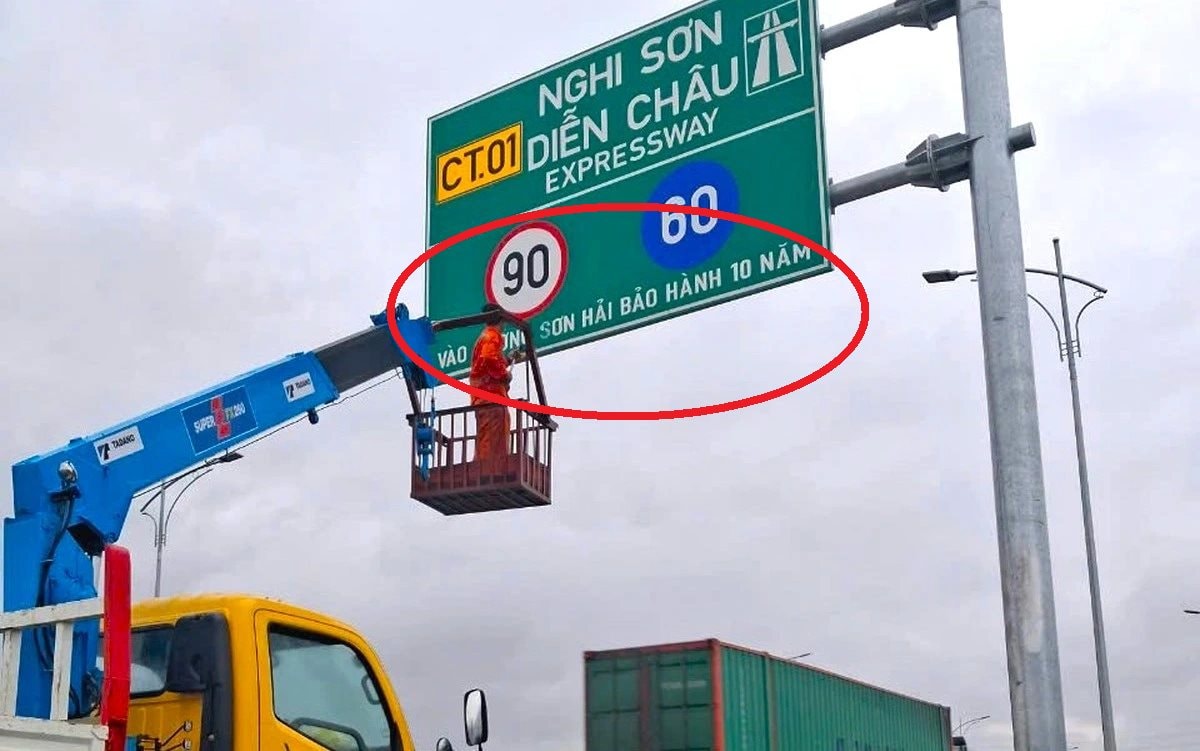 NGHI SƠN
DIỄN CHÂU
CT.01
EXPRESSWAY
90
60
VÀO SƠN HẢI BẢO HÀNH 10 NĂM
TADANO
SUPER
TADANO